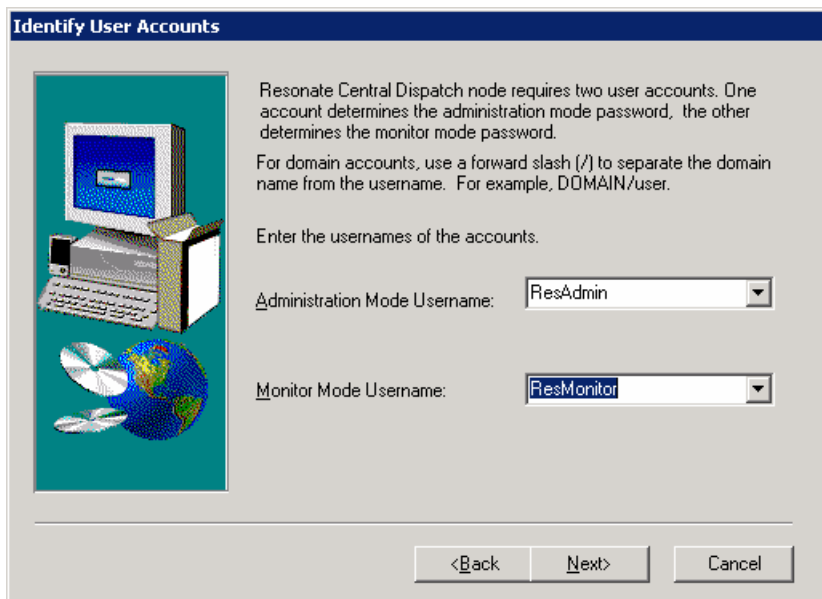 Identify User Accounts
Resonate Central Dispatch node requires two user accounts. One
account determines the administration mode password, the other
determines the monitor mode password.
For domain accounts, use a forward slash (/) to separate the domain
name from the username. For example, DOMAIN/user.
Enter the usernames of the accounts.
Administration Mode Username: ResAdmin
Monitor Mode Username: ResMonitor
<Back Next> Cancel